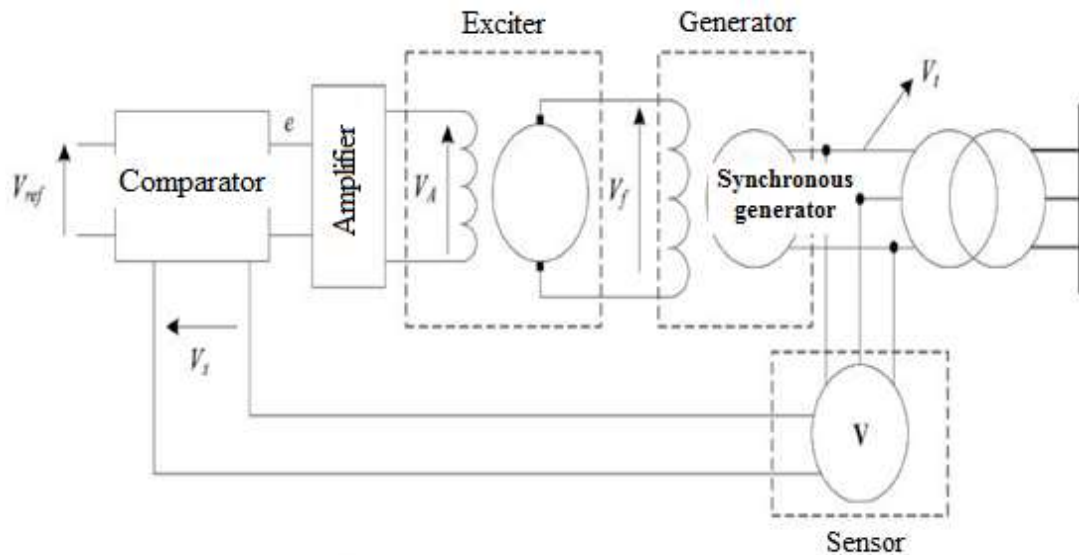 Exciter
Generator
V_t
e
V_ref
Comparator
Amplifier
V_A
V_f
Synchronous
generator
V_s
V
Sensor